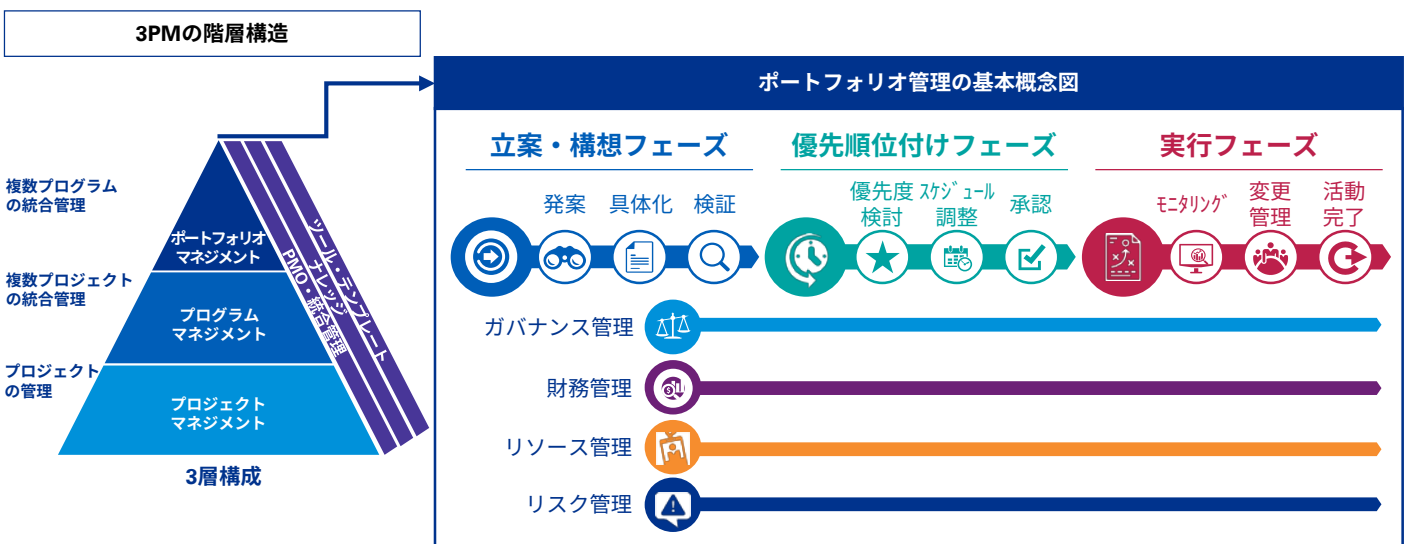 3PMの階層構造
複数プログラム
の統合管理
複数プロジェクト
の統合管理
プロジェクト
の管理
ポートフォリオ
マネジメント
プログラム
マネジメント
プロジェクト
マネジメント
ツール・テンプレート
ナレッジ
PMO・統合管理
3層構成
ポートフォリオ管理の基本概念図
立案・構想フェーズ
発案
具体化
検証
優先順位付けフェーズ
優先度
検討
ｽｹｼﾞｭｰﾙ
調整
承認
実行フェーズ
ﾓﾆﾀﾘﾝｸﾞ
変更
管理
活動
完了
ガバナンス管理
財務管理
リソース管理
リスク管理